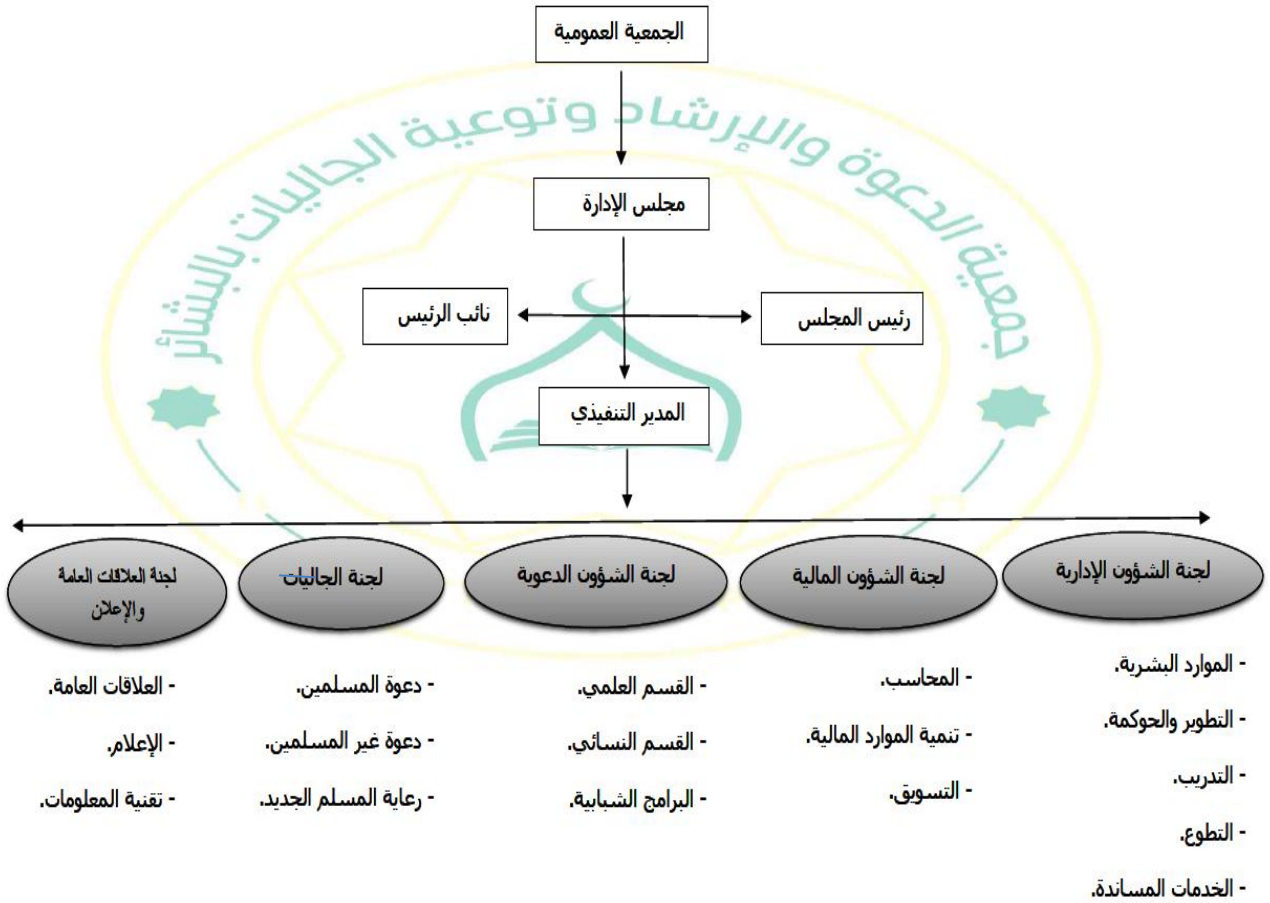 الجمعية العمومية
جمعية الدعوة والإرشاد وتوعية الجاليات بالبشائر
مجلس الإدارة
رئيس المجلس
نائب الرئيس
المدير التنفيذي
لجنة الشؤون الإدارية
- الموارد البشرية.
- التطوير والحوكمة.
- التدريب.
- التطوع.
- الخدمات المساندة.
لجنة الشؤون المالية
- المحاسب.
- تنمية الموارد المالية.
- التسويق.
لجنة الشؤون الدعوية
- القسم العلمي.
- القسم النسائي.
- البرامج الشبابية.
لجنة الجاليات
- دعوة المسلمين.
- دعوة غير المسلمين.
- رعاية المسلم الجديد.
لجنة العلاقات العامة
والإعلان
- العلاقات العامة.
- الإعلام.
- تقنية المعلومات.